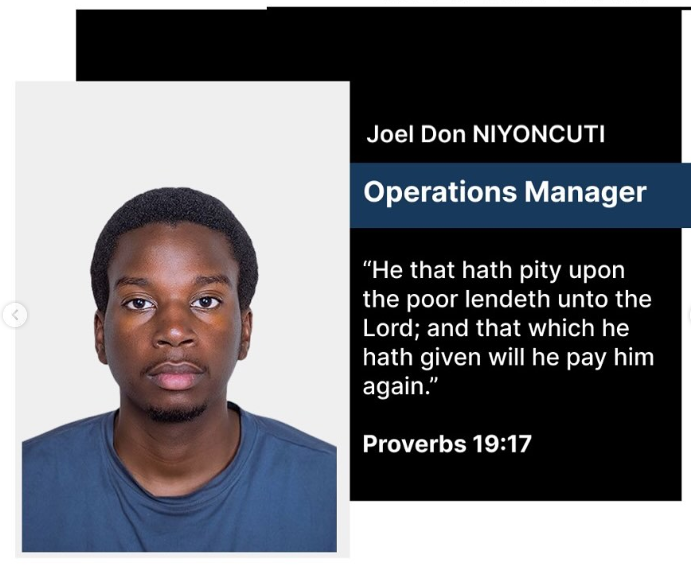 Joel Don NIYONCUTI
Operations Manager
“He that hath pity upon
the poor lendeth unto the
Lord; and that which he
hath given will he pay him
again.”
Proverbs 19:17